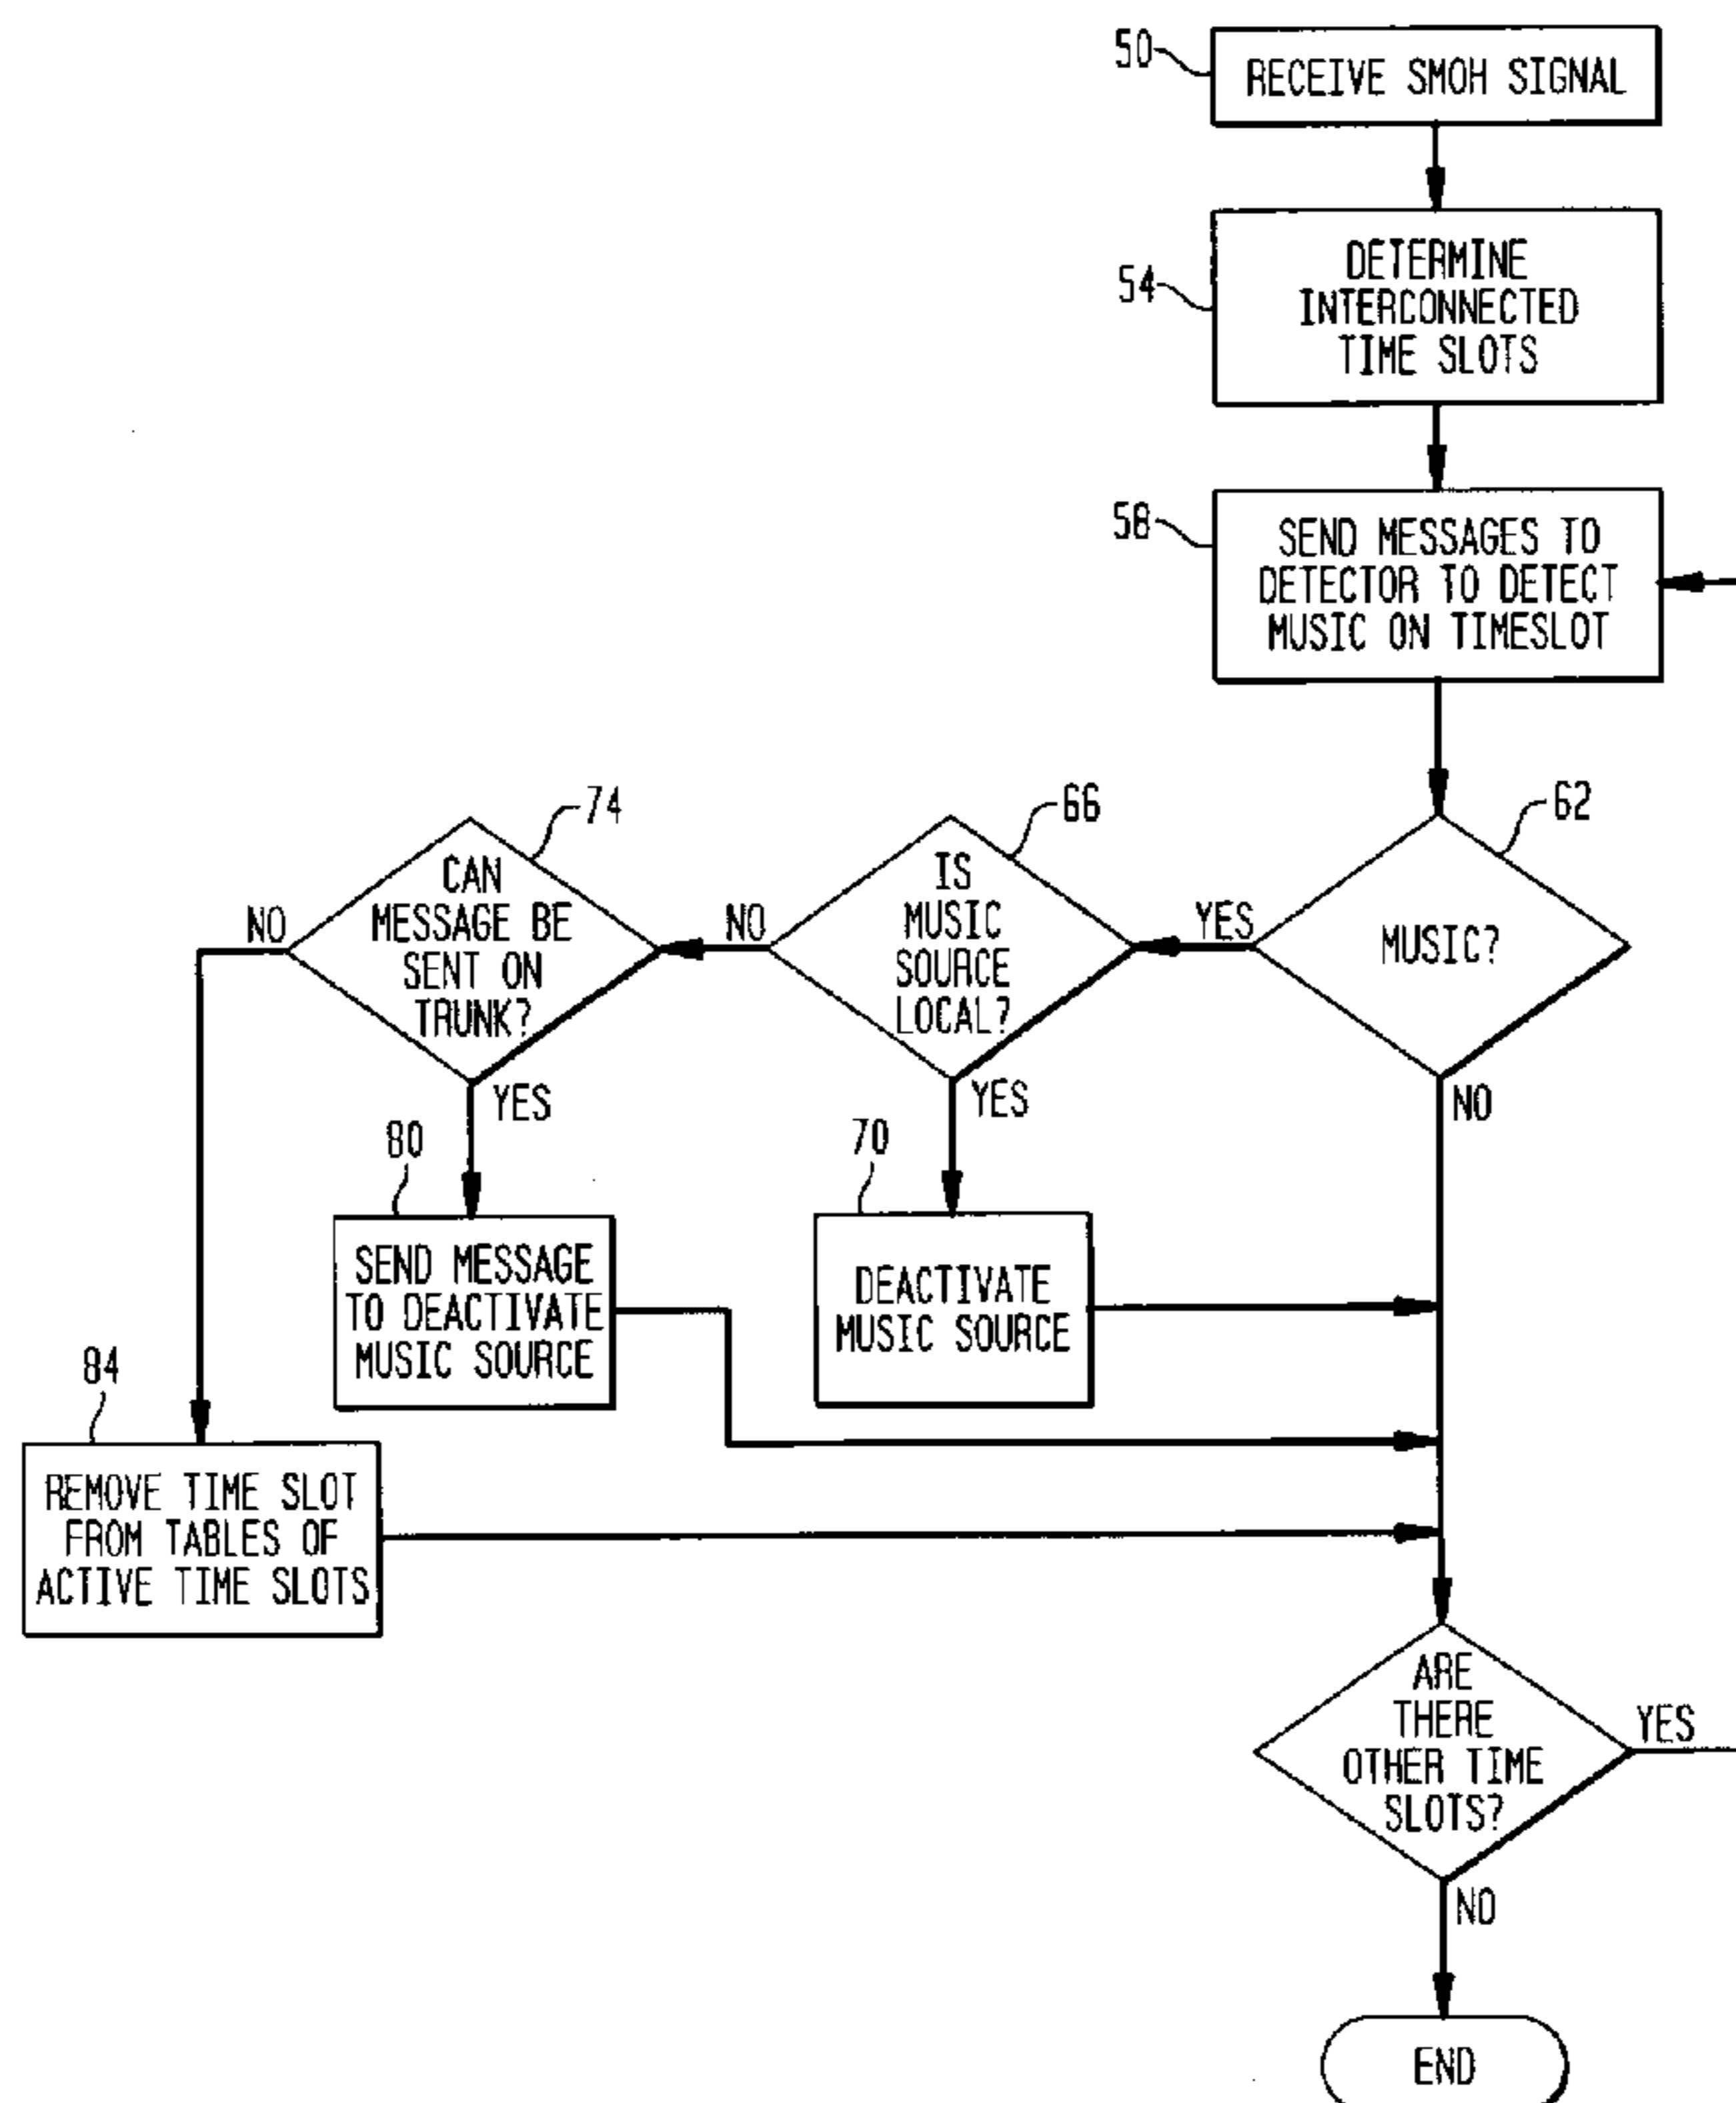 50
RECEIVE SMOH SIGNAL
54
DETERMINE
INTERCONNECTED
TIME SLOTS
58
SEND MESSAGES TO
DETECTOR TO DETECT
MUSIC ON TIMESLOT
74
CAN
MESSAGE BE
SENT ON
TRUNK?
NO
YES
66
IS
MUSIC
SOURCE
LOCAL?
NO
YES
62
MUSIC?
YES
NO
80
SEND MESSAGE
TO DEACTIVATE
MUSIC SOURCE
70
DEACTIVATE
MUSIC SOURCE
84
REMOVE TIME SLOT
FROM TABLES OF
ACTIVE TIME SLOTS
ARE
THERE
OTHER TIME
SLOTS?
YES
NO
END